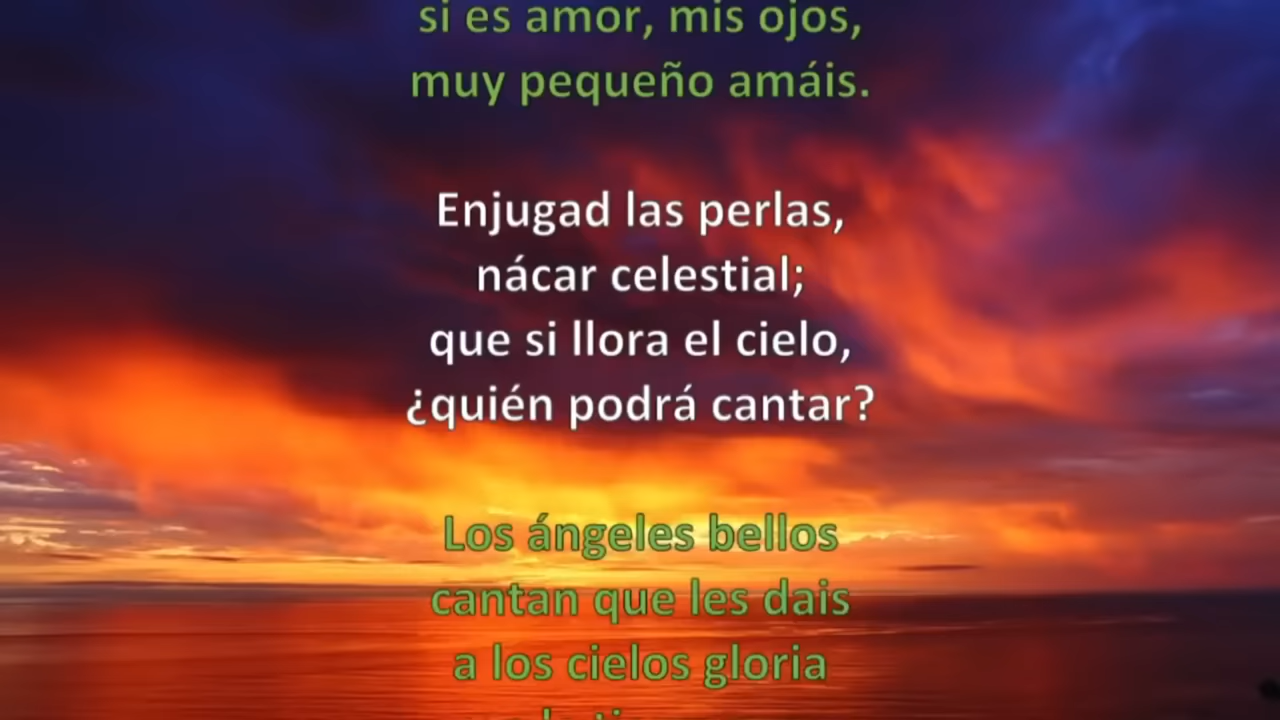 si es amor, mis ojos,
muy pequeño amáis.
Enjugad las perlas,
nácar celestial;
que si llora el cielo,
¿quién podrá cantar?
Los ángeles bellos
cantan que les dais
a los cielos gloria